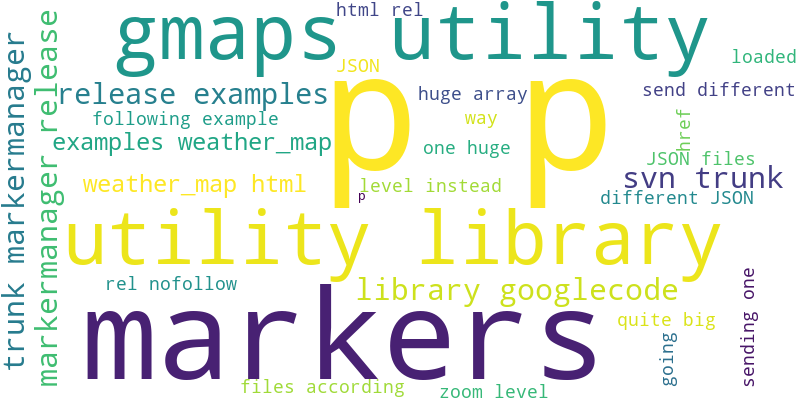 html rel
gmaps utility
JSON
loaded
release examples
huge array
send different
following example
way
href
examples weather_map
one huge
JSON files
p p
weather_map html
level instead
svn trunk
p
different JSON
trunk markermanager
markermanager release
utility library
rel nofollow
library googlecode
markers
quite big
going
sending one
files according
zoom level